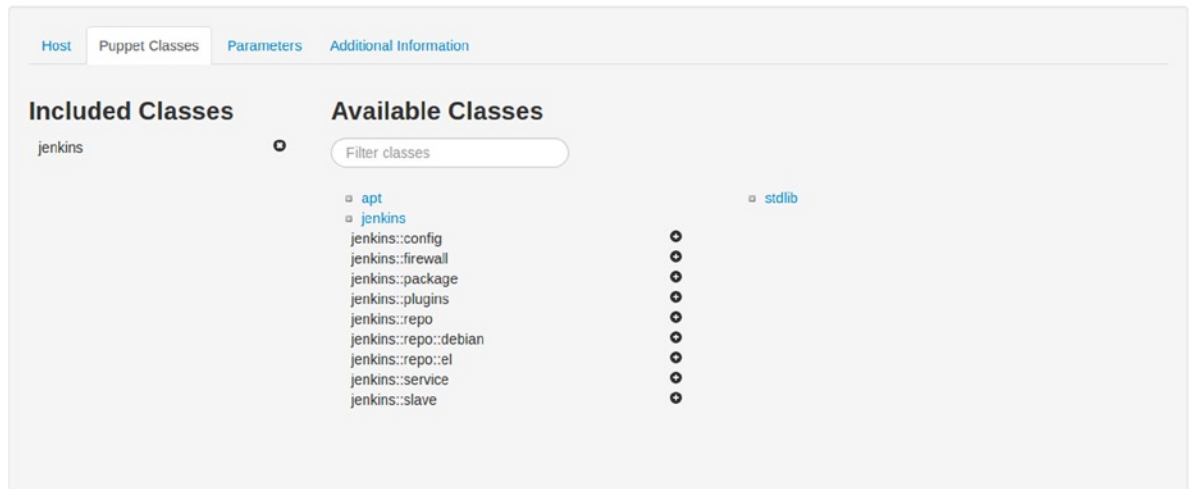 Host Puppet Classes Parameters Additional Information
Included Classes Available Classes
jenkins
Filter classes
apt stdlib
jenkins
jenkins::config
jenkins::firewall
jenkins::package
jenkins::plugins
jenkins::repo
jenkins::repo::debian
jenkins::repo::el
jenkins::service
jenkins::slave